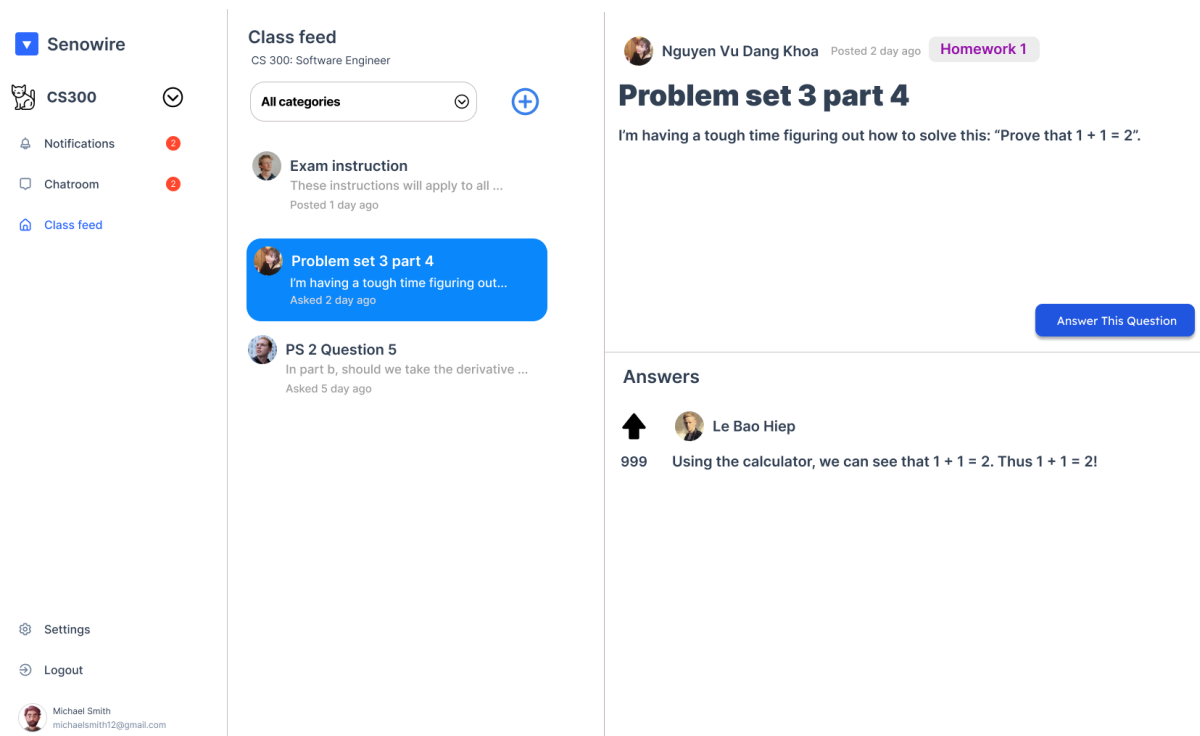 Senowire
CS300
Notifications 2
Chatroom 2
Class feed
Settings
Logout
Michael Smith
michaelsmith12@gmail.com
Class feed
CS 300: Software Engineer
All categories
Exam instruction
These instructions will apply to all ...
Posted 1 day ago
Problem set 3 part 4
I'm having a tough time figuring out...
Asked 2 day ago
PS 2 Question 5
In part b, should we take the derivative ...
Asked 5 day ago
Nguyen Vu Dang Khoa Posted 2 day ago Homework 1
Problem set 3 part 4
I'm having a tough time figuring out how to solve this: “Prove that 1 + 1 = 2”.
Answer This Question
Answers
Le Bao Hiep
999 Using the calculator, we can see that 1 + 1 = 2. Thus 1 + 1 = 2!